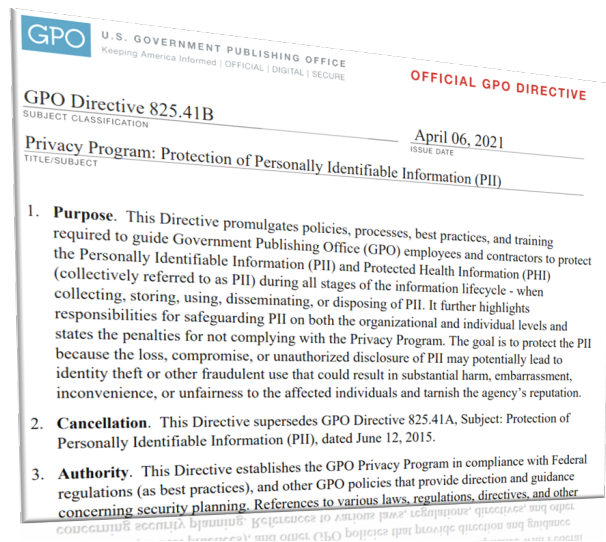 GPO U.S. GOVERNMENT PUBLISHING OFFICE
Keeping America Informed | OFFICIAL | DIGITAL | SECURE
OFFICIAL GPO DIRECTIVE
GPO Directive 825.41B
SUBJECT CLASSIFICATION
April 06, 2021
ISSUE DATE
Privacy Program: Protection of Personally Identifiable Information (PII)
TITLE/SUBJECT
1. Purpose. This Directive promulgates policies, processes, best practices, and training
required to guide Government Publishing Office (GPO) employees and contractors to protect
the Personally Identifiable Information (PII) and Protected Health Information (PHI)
(collectively referred to as PII) during all stages of the information lifecycle - when
collecting, storing, using, disseminating, or disposing of PII. It further highlights
responsibilities for safeguarding PII on both the organizational and individual levels and
states the penalties for not complying with the Privacy Program. The goal is to protect the PII
because the loss, compromise, or unauthorized disclosure of PII may potentially lead to
identity theft or other fraudulent use that could result in substantial harm, embarrassment,
inconvenience, or unfairness to the affected individuals and tarnish the agency's reputation.
2. Cancellation. This Directive supersedes GPO Directive 825.41A, Subject: Protection of
Personally Identifiable Information (PII), dated June 12, 2015.
3. Authority. This Directive establishes the GPO Privacy Program in compliance with Federal
regulations (as best practices), and other GPO policies that provide direction and guidance
concerning security planning. References to various laws, regulations, directives, and other